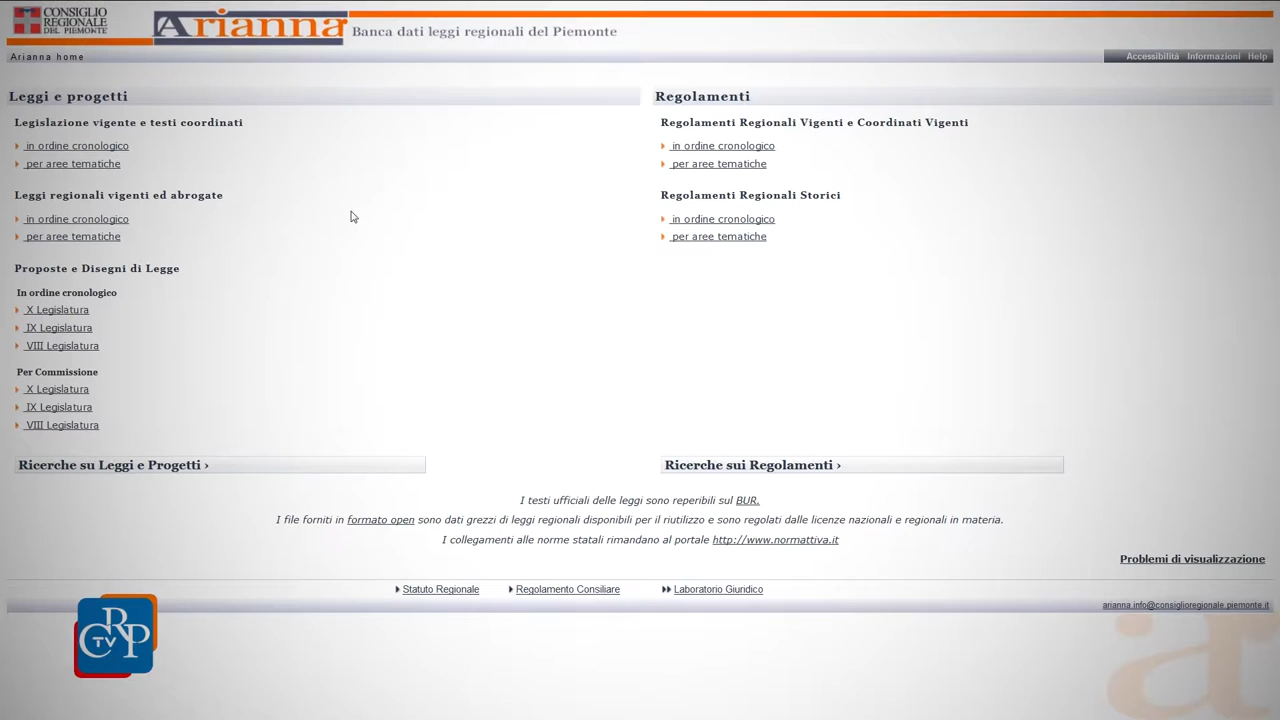 CONSIGLIO
REGIONALE
DEL PIEMONTE
Arianna
Banca dati leggi regionali del Piemonte
Arianna home
Accessibilità Informazioni Help
Leggi e progetti
Legislazione vigente e testi coordinati
in ordine cronologico
per aree tematiche
Leggi regionali vigenti ed abrogate
in ordine cronologico
per aree tematiche
Proposte e Disegni di Legge
In ordine cronologico
X Legislatura
IX Legislatura
VIII Legislatura
Per Commissione
X Legislatura
IX Legislatura
VIII Legislatura
Ricerche su Leggi e Progetti ›
Regolamenti
Regolamenti Regionali Vigenti e Coordinati Vigenti
in ordine cronologico
per aree tematiche
Regolamenti Regionali Storici
in ordine cronologico
per aree tematiche
Ricerche sui Regolamenti ›
I testi ufficiali delle leggi sono reperibili sul BUR.
I file forniti in formato open sono dati grezzi di leggi regionali disponibili per il riutilizzo e sono regolati dalle licenze nazionali e regionali in materia.
I collegamenti alle norme statali rimandano al portale http://www.normattiva.it
Problemi di visualizzazione
Statuto Regionale Regolamento Consiliare Laboratorio Giuridico
arianna.info@consiglioregionale.piemonte.it
CRP TV
a